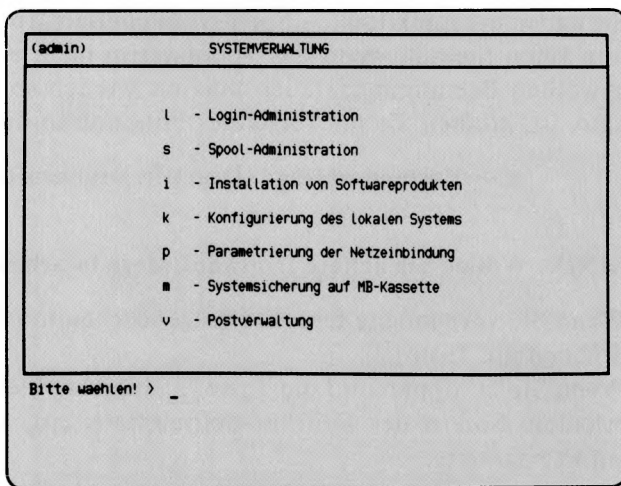 (admin) SYSTEMVERWALTUNG
l - Login-Administration
s - Spool-Administration
i - Installation von Softwareprodukten
k - Konfigurierung des lokalen Systems
p - Parametrierung der Netzeinbindung
m - Systemsicherung auf MB-Kassette
v - Postverwaltung
Bitte waehlen! > _